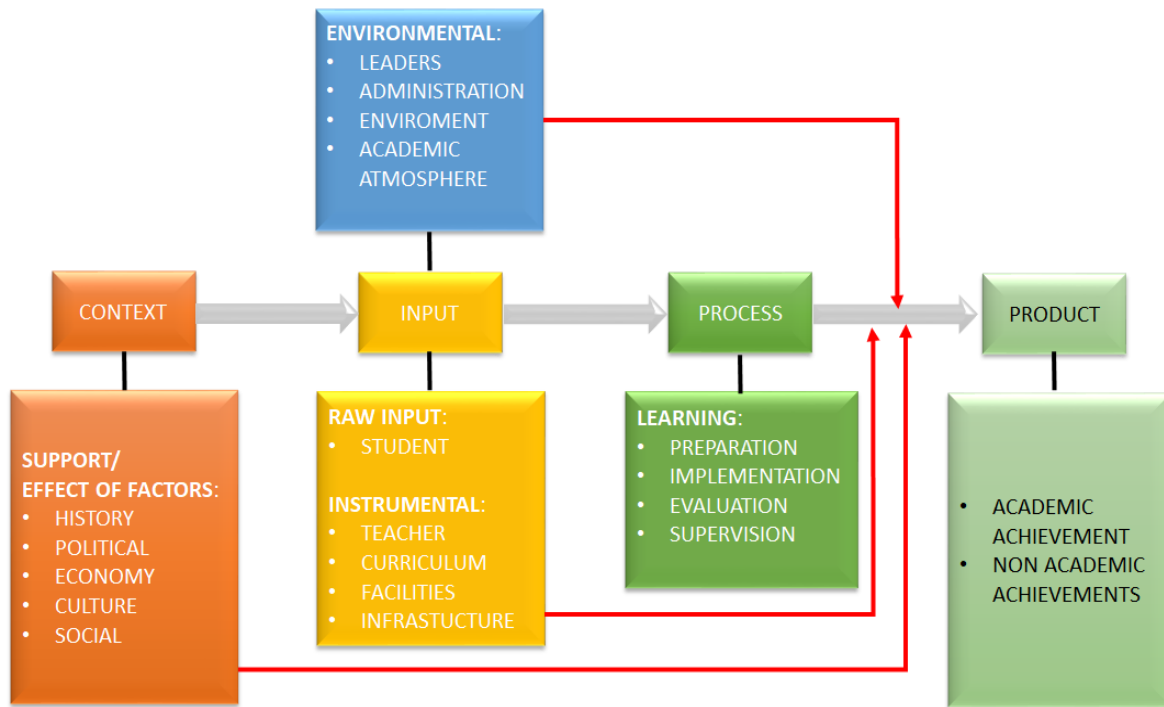 ENVIRONMENTAL:
• LEADERS
• ADMINISTRATION
• ENVIROMENT
• ACADEMIC
ATMOSPHERE
CONTEXT
INPUT
PROCESS
PRODUCT
SUPPORT/
EFFECT OF FACTORS:
• HISTORY
• POLITICAL
• ECONOMY
• CULTURE
• SOCIAL
RAW INPUT:
• STUDENT
INSTRUMENTAL:
• TEACHER
• CURRICULUM
• FACILITIES
• INFRASTUCTURE
LEARNING:
• PREPARATION
• IMPLEMENTATION
• EVALUATION
• SUPERVISION
• ACADEMIC
ACHIEVEMENT
• NON ACADEMIC
ACHIEVEMENTS